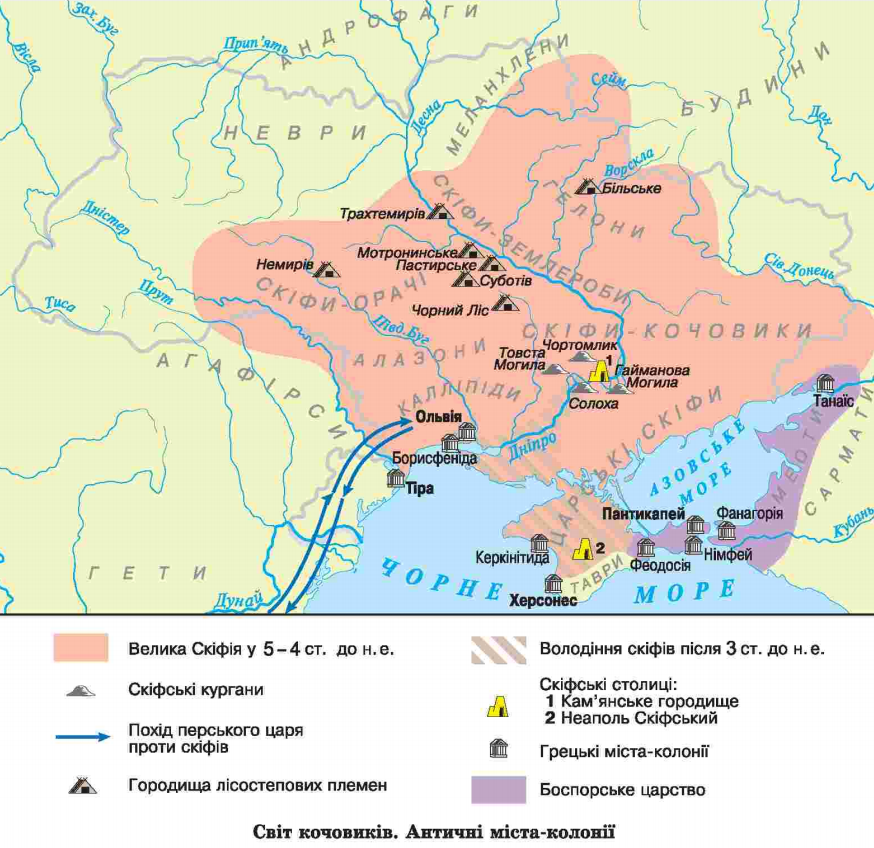 Зах. Буг
Вісла
Прип'ять
АНДРОФАГИ
Десна
МЕЛАНХЛЕНИ
Сейм
БУДИНИ
Дон
НЕВРИ
Ворскла
Більське
ГЕЛОНИ
Дністер
Трахтемирів
СКІФИ-ЗЕМЛЕРОБИ
Мотронинське
Пастирське
Суботів
Немирів
Сів. Донець
СКІФИ-ОРАЧІ
Чорний Ліс
Тиса
Прут
Півд. Буг
СКІФИ-КОЧОВИКИ
АЛАЗОНИ
Чортомлик
Товста
Могила
1
Гайманова
Могила
Солоха
АГАФІРСИ
КАЛЛІПІДИ
Ольвія
Борисфеніда
Дніпро
Тіра
ЦАРСЬКІ СКІФИ
Танаїс
АЗОВСЬКЕ
МОРЕ
МЕОТИ
САРМАТИ
Пантикапей
Фанагорія
Кубань
Керкінітида
2
Феодосія
Німфей
ТАВРИ
Херсонес
ГЕТИ
Дунай
ЧОРНЕ МОРЕ
Велика Скіфія у 5–4 ст. до н.е.
Скіфські кургани
Похід перського царя
проти скіфів
Городища лісостепових племен
Володіння скіфів після 3 ст. до н.е.
Скіфські столиці:
1 Кам'янське городище
2 Неаполь Скіфський
Грецькі міста-колонії
Боспорське царство
Світ кочовиків. Античні міста-колонії